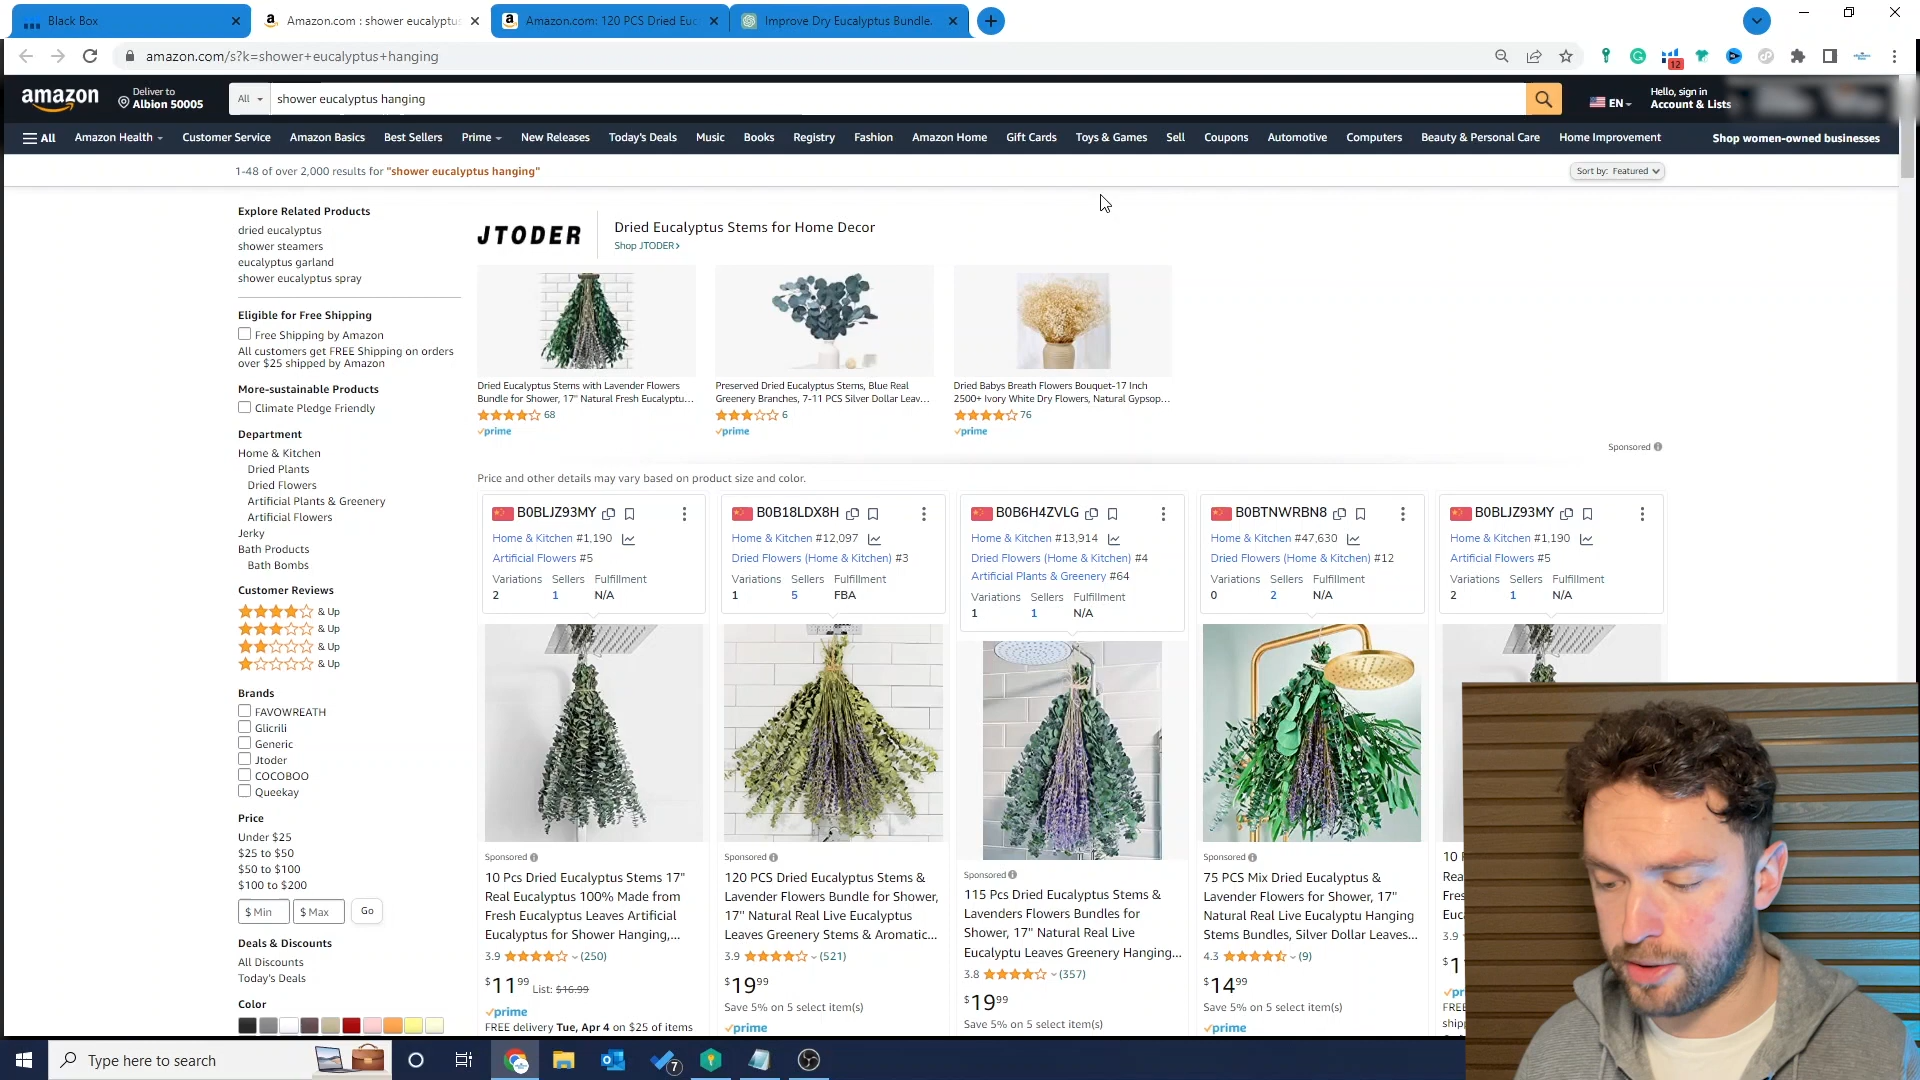 Black Box
Amazon.com : shower eucalyptus
Amazon.com: 120 PCS Dried Euc
Improve Dry Eucalyptus Bundle.
amazon.com/s?k=shower+eucalyptus+hanging
12
amazon
Deliver to
Albion 50005
All
shower eucalyptus hanging
EN
Hello, sign in
Account & Lists
All
Amazon Health
Customer Service
Amazon Basics
Best Sellers
Prime
New Releases
Today's Deals
Music
Books
Registry
Fashion
Amazon Home
Gift Cards
Toys & Games
Sell
Coupons
Automotive
Computers
Beauty & Personal Care
Home Improvement
Shop women-owned businesses
1-48 of over 2,000 results for "shower eucalyptus hanging"
Sort by: Featured
Explore Related Products
dried eucalyptus
shower steamers
eucalyptus garland
shower eucalyptus spray
Eligible for Free Shipping
Free Shipping by Amazon
All customers get FREE Shipping on orders
over $25 shipped by Amazon
More-sustainable Products
Climate Pledge Friendly
Department
Home & Kitchen
Dried Plants
Dried Flowers
Artificial Plants & Greenery
Artificial Flowers
Jerky
Bath Products
Bath Bombs
Customer Reviews
& Up
& Up
& Up
& Up
Brands
FAVOWREATH
Glicrili
Generic
Jtoder
COCOBOO
Queekay
Price
Under $25
$25 to $50
$50 to $100
$100 to $200
$ Min
$ Max
Go
Deals & Discounts
All Discounts
Today's Deals
Color
JTODER
Dried Eucalyptus Stems for Home Decor
Shop JTODER ›
Dried Eucalyptus Stems with Lavender Flowers
Bundle for Shower, 17" Natural Fresh Eucalyptu...
68
prime
Preserved Dried Eucalyptus Stems, Blue Real
Greenery Branches, 7-11 PCS Silver Dollar Leav...
6
prime
Dried Babys Breath Flowers Bouquet-17 Inch
2500+ Ivory White Dry Flowers, Natural Gypsop...
76
prime
Sponsored
Price and other details may vary based on product size and color.
B0BLJZ93MY
Home & Kitchen #1,190
Artificial Flowers #5
Variations Sellers Fulfillment
2 1 N/A
Sponsored
10 Pcs Dried Eucalyptus Stems 17"
Real Eucalyptus 100% Made from
Fresh Eucalyptus Leaves Artificial
Eucalyptus for Shower Hanging,...
3.9 (250)
$11 99 List: $16.99
prime
FREE delivery Tue, Apr 4 on $25 of items
B0B18LDX8H
Home & Kitchen #12,097
Dried Flowers (Home & Kitchen) #3
Variations Sellers Fulfillment
1 5 FBA
Sponsored
120 PCS Dried Eucalyptus Stems &
Lavender Flowers Bundle for Shower,
17" Natural Real Live Eucalyptus
Leaves Greenery Stems & Aromatic...
3.9 (521)
$19 99
Save 5% on 5 select item(s)
prime
B0B6H4ZVLG
Home & Kitchen #13,914
Dried Flowers (Home & Kitchen) #4
Artificial Plants & Greenery #64
Variations Sellers Fulfillment
1 1 N/A
Sponsored
115 Pcs Dried Eucalyptus Stems &
Lavenders Flowers Bundles for
Shower, 17" Natural Real Live
Eucalyptu Leaves Greenery Hanging...
3.8 (357)
$19 99
Save 5% on 5 select item(s)
B0BTNWRBN8
Home & Kitchen #47,630
Dried Flowers (Home & Kitchen) #12
Variations Sellers Fulfillment
0 2 N/A
Sponsored
75 PCS Mix Dried Eucalyptus &
Lavender Flowers for Shower, 17"
Natural Real Live Eucalyptu Hanging
Stems Bundles, Silver Dollar Leaves...
4.3 (9)
$14 99
Save 5% on 5 select item(s)
prime
B0BLJZ93MY
Home & Kitchen #1,190
Artificial Flowers #5
Variations Sellers Fulfillment
2 1 N/A
10
Rea
Fres
Euc
3.9
$1
FREE
ship
Type here to search
7